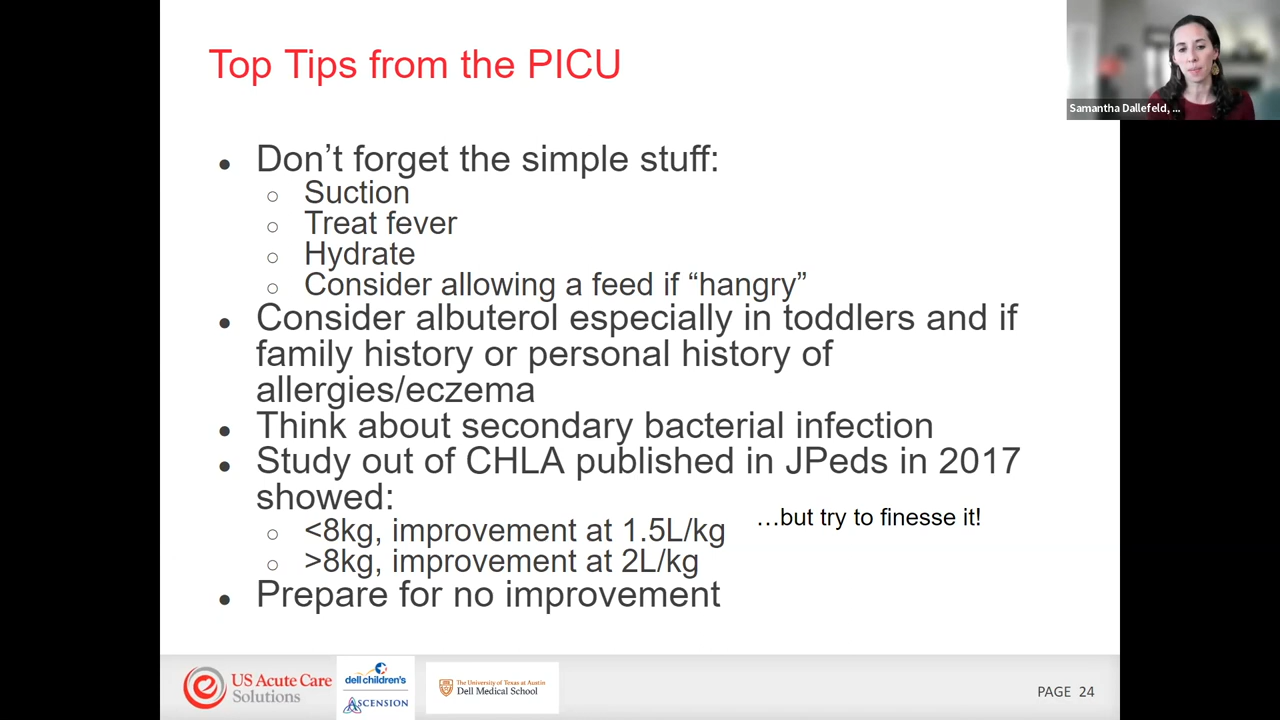 Top Tips from the PICU
Samantha Dallefeld, ...
● Don’t forget the simple stuff:
○ Suction
○ Treat fever
○ Hydrate
○ Consider allowing a feed if “hangry”
● Consider albuterol especially in toddlers and if
family history or personal history of
allergies/eczema
● Think about secondary bacterial infection
● Study out of CHLA published in JPeds in 2017
showed:
○ <8kg, improvement at 1.5L/kg
…but try to finesse it!
○ >8kg, improvement at 2L/kg
● Prepare for no improvement
US Acute Care
Solutions
dell children's
ASCENSION
The University of Texas at Austin
Dell Medical School
PAGE 24